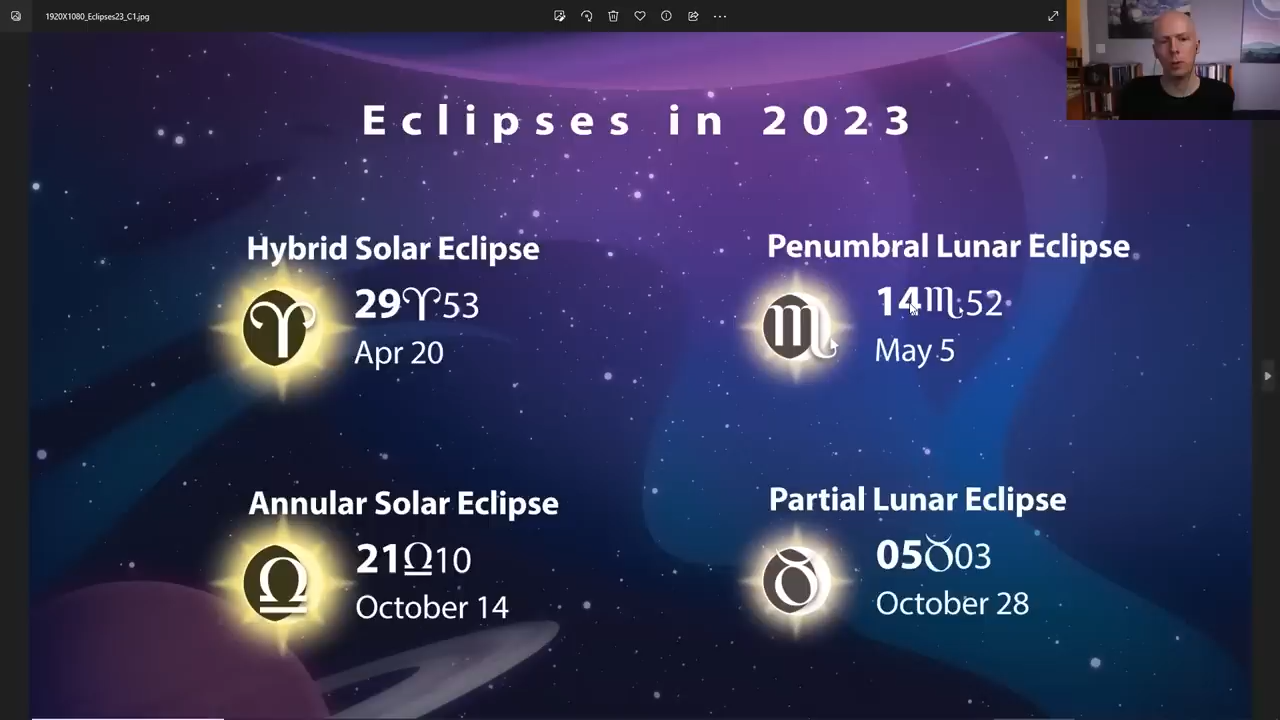 1920X1080_Eclipses23_C1.jpg
Eclipses in 2023
Hybrid Solar Eclipse
♈
29♈53
Apr 20
Penumbral Lunar Eclipse
♏
14♏52
May 5
Annular Solar Eclipse
♎
21♎10
October 14
Partial Lunar Eclipse
♉
05♉03
October 28